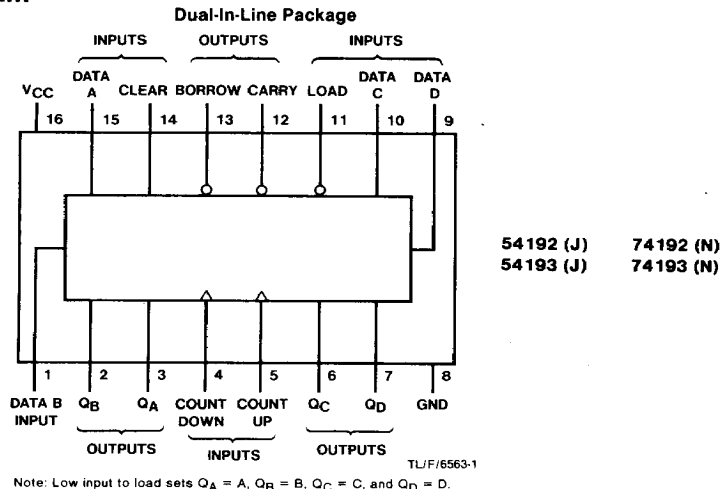 Dual-In-Line Package
INPUTS OUTPUTS INPUTS
DATA DATA DATA
VCC A CLEAR BORROW CARRY LOAD C D
16 15 14 13 12 11 10 9
54192 (J) 74192 (N)
54193 (J) 74193 (N)
1 2 3 4 5 6 7 8
DATA B QB QA COUNT COUNT QC QD GND
INPUT DOWN UP
OUTPUTS INPUTS OUTPUTS
TL/F/6563-1
Note: Low input to load sets QA = A, QB = B, QC = C, and QD = D.